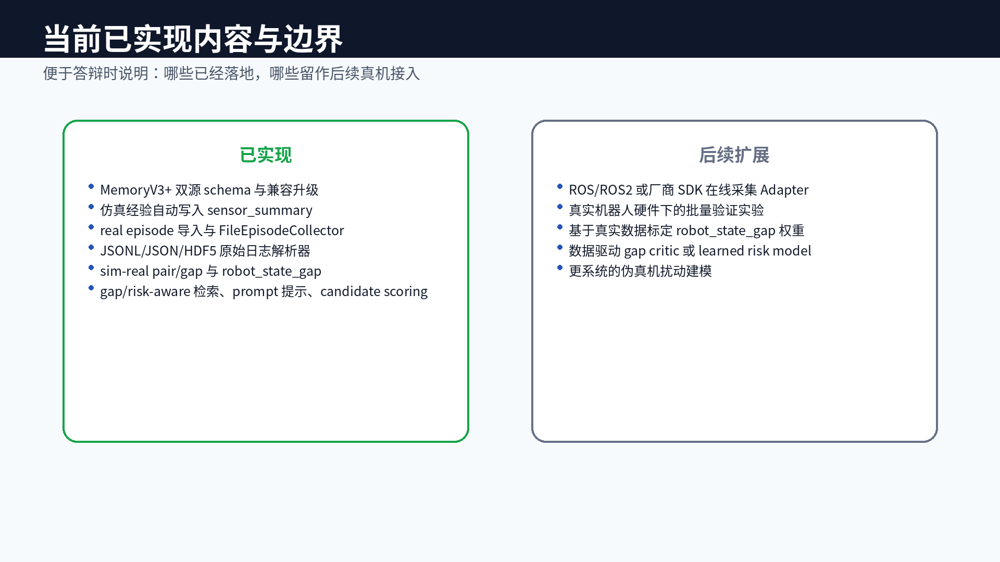 当前已实现内容与边界
便于答辩时说明：哪些已经落地，哪些留作后续真机接入
已实现
MemoryV3+ 双源 schema 与兼容升级
仿真经验自动写入 sensor_summary
real episode 导入与 FileEpisodeCollector
JSONL/JSON/HDF5 原始日志解析器
sim-real pair/gap 与 robot_state_gap
gap/risk-aware 检索、prompt 提示、candidate scoring
后续扩展
ROS/ROS2 或厂商 SDK 在线采集 Adapter
真实机器人硬件下的批量验证实验
基于真实数据标定 robot_state_gap 权重
数据驱动 gap critic 或 learned risk model
更系统的伪真机扰动建模